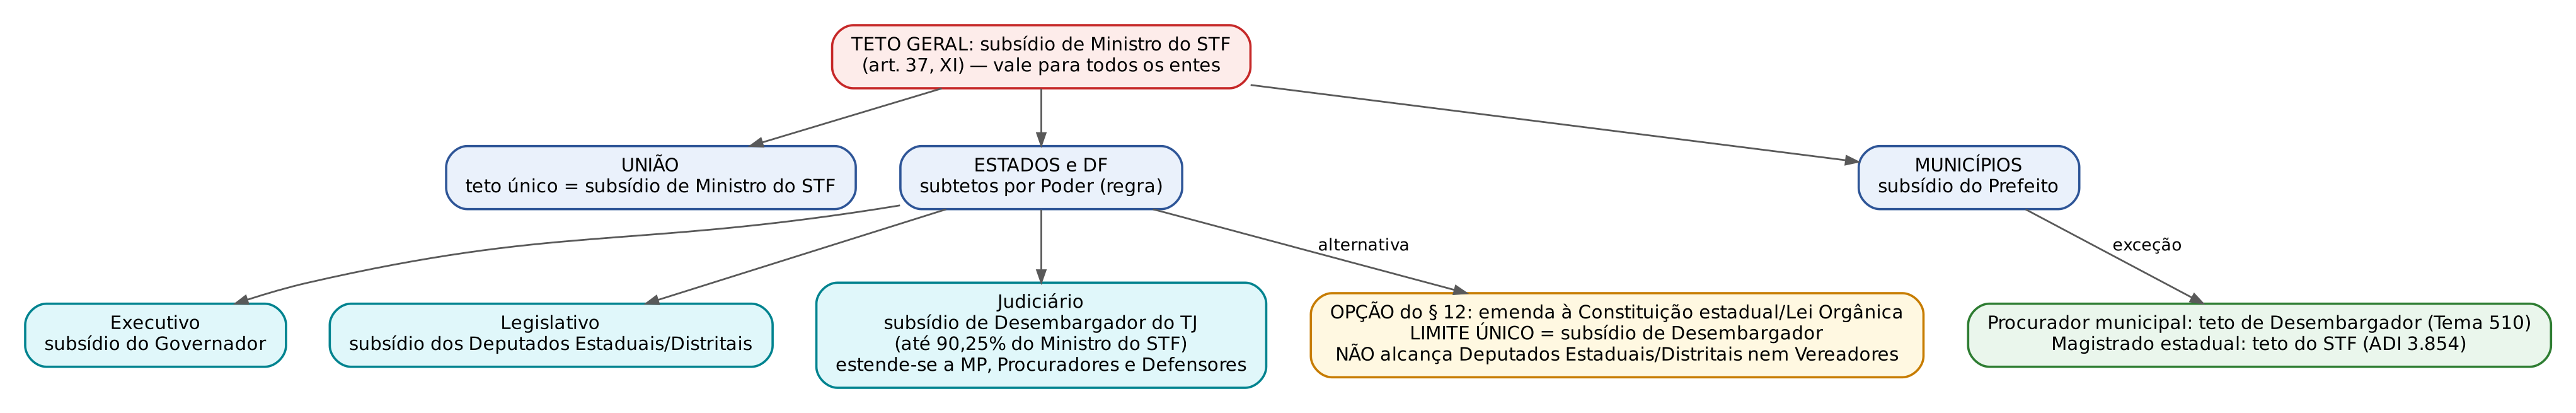 TETO GERAL: subsídio de Ministro do STF
(art. 37, XI) — vale para todos os entes
UNIÃO
teto único = subsídio de Ministro do STF
ESTADOS e DF
subtetos por Poder (regra)
MUNICÍPIOS
subsídio do Prefeito
alternativa
exceção
Executivo
subsídio do Governador
Legislativo
subsídio dos Deputados Estaduais/Distritais
Judiciário
subsídio de Desembargador do TJ
(até 90,25% do Ministro do STF)
estende-se a MP, Procuradores e Defensores
OPÇÃO do § 12: emenda à Constituição estadual/Lei Orgânica
LIMITE ÚNICO = subsídio de Desembargador
NÃO alcança Deputados Estaduais/Distritais nem Vereadores
Procurador municipal: teto de Desembargador (Tema 510)
Magistrado estadual: teto do STF (ADI 3.854)